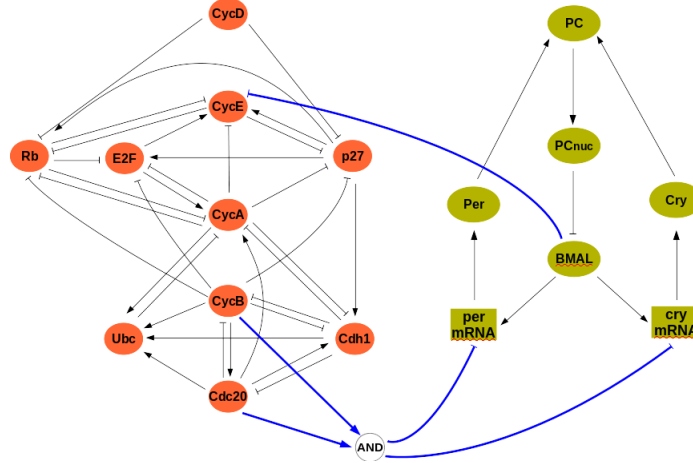 CycD
PC
CycE
Rb
E2F
p27
PCnuc
Per
Cry
CycA
BMAL
CycB
per
mRNA
cry
mRNA
Ubc
Cdh1
Cdc20
AND